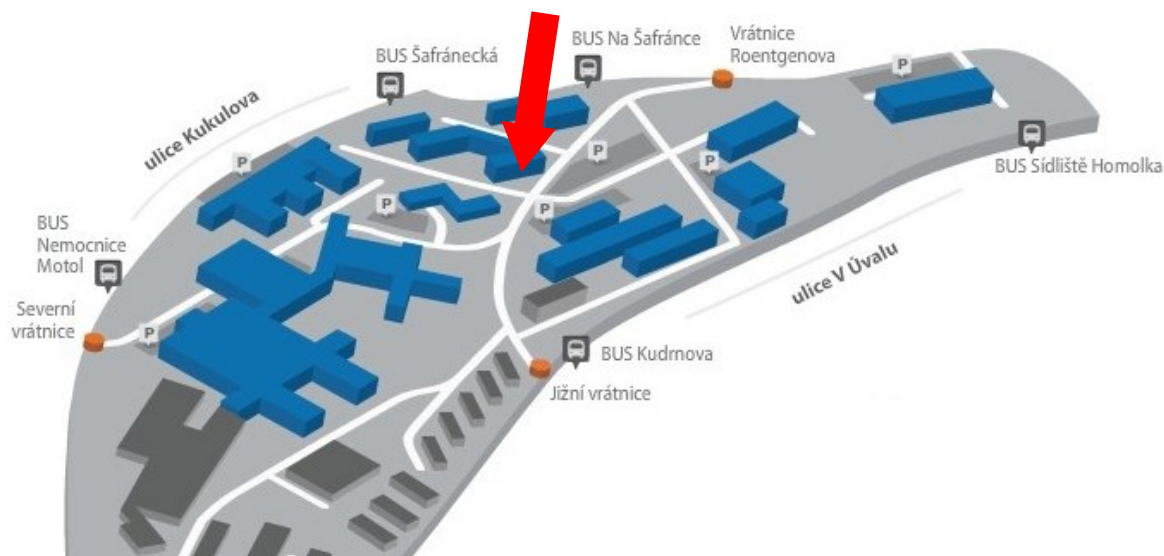 BUS Šafránecká
BUS Na Šafránce
Vrátnice
Roentgenova
P
ulice Kukulova
P
P
P
BUS Sídliště Homolka
P
P
BUS
Nemocnice
Motol
ulice V Úvalu
Severní
vrátnice
P
BUS Kudrnova
Jižní vrátnice